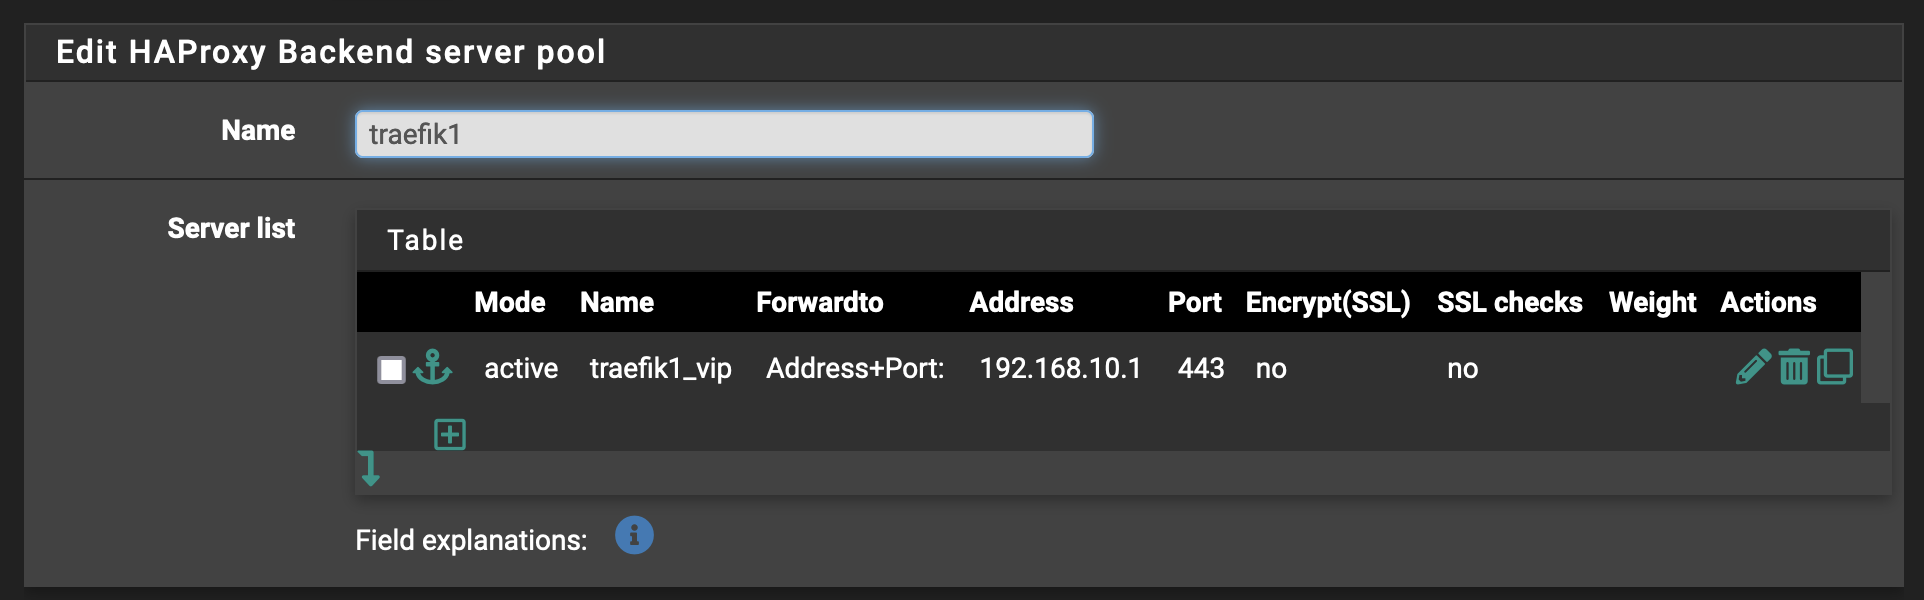 Edit HAProxy Backend server pool
Name
traefik1
Server list
Table
Mode Name Forwardto Address Port Encrypt(SSL) SSL checks Weight Actions
active traefik1_vip Address+Port: 192.168.10.1 443 no no
Field explanations: